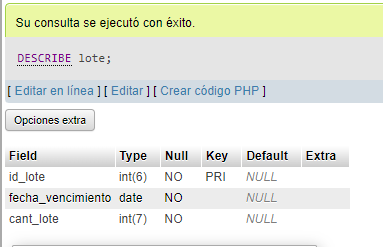 Su consulta se ejecutó con éxito.
DESCRIBE lote;
[ Editar en línea ] [ Editar ] [ Crear código PHP ]
Opciones extra
Field Type Null Key Default Extra
id_lote int(6) NO PRI NULL
fecha_vencimiento date NO NULL
cant_lote int(7) NO NULL